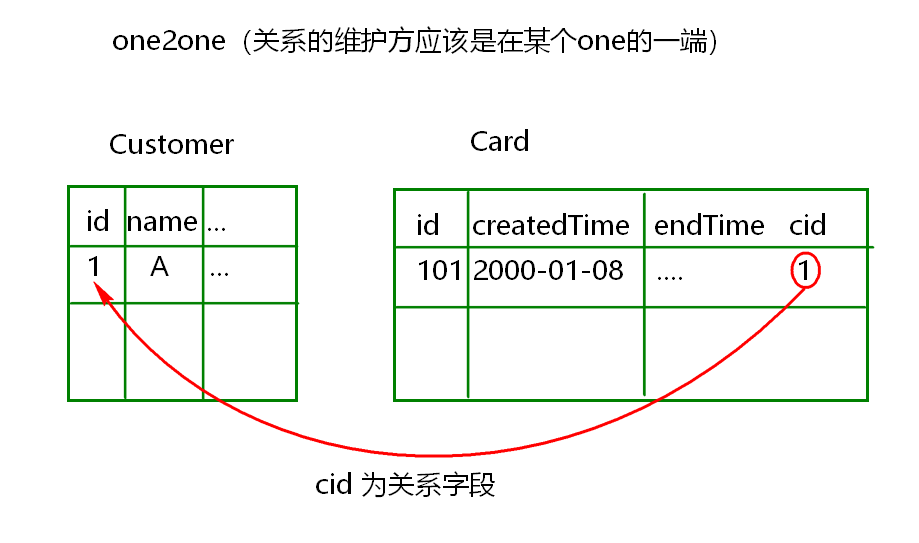 one2one（关系的维护方应该是在某个one的一端）
Customer
Card
id name ...
id createdTime endTime cid
1 A ...
101 2000-01-08 .... 1
cid 为关系字段